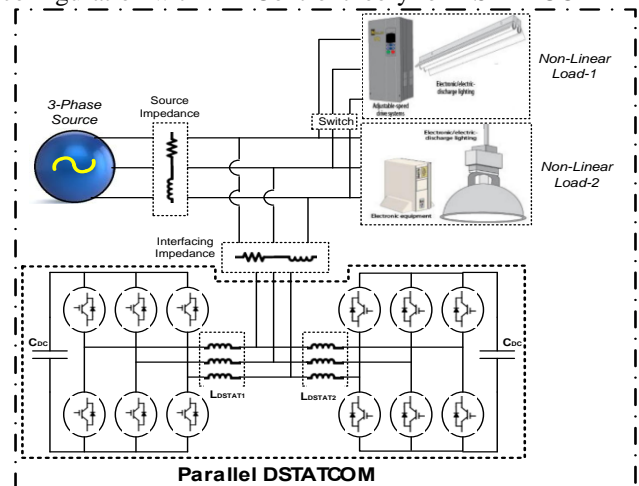 3-Phase
Source
Source
Impedance
Switch
Adjustable-speed
drive systems
Electronic/electric-
discharge lighting
Non-Linear
Load-1
Electronic/electric-
discharge lighting
Electronic equipment
Non-Linear
Load-2
Interfacing
Impedance
CDC
LDSTAT1
LDSTAT2
CDC
Parallel DSTATCOM